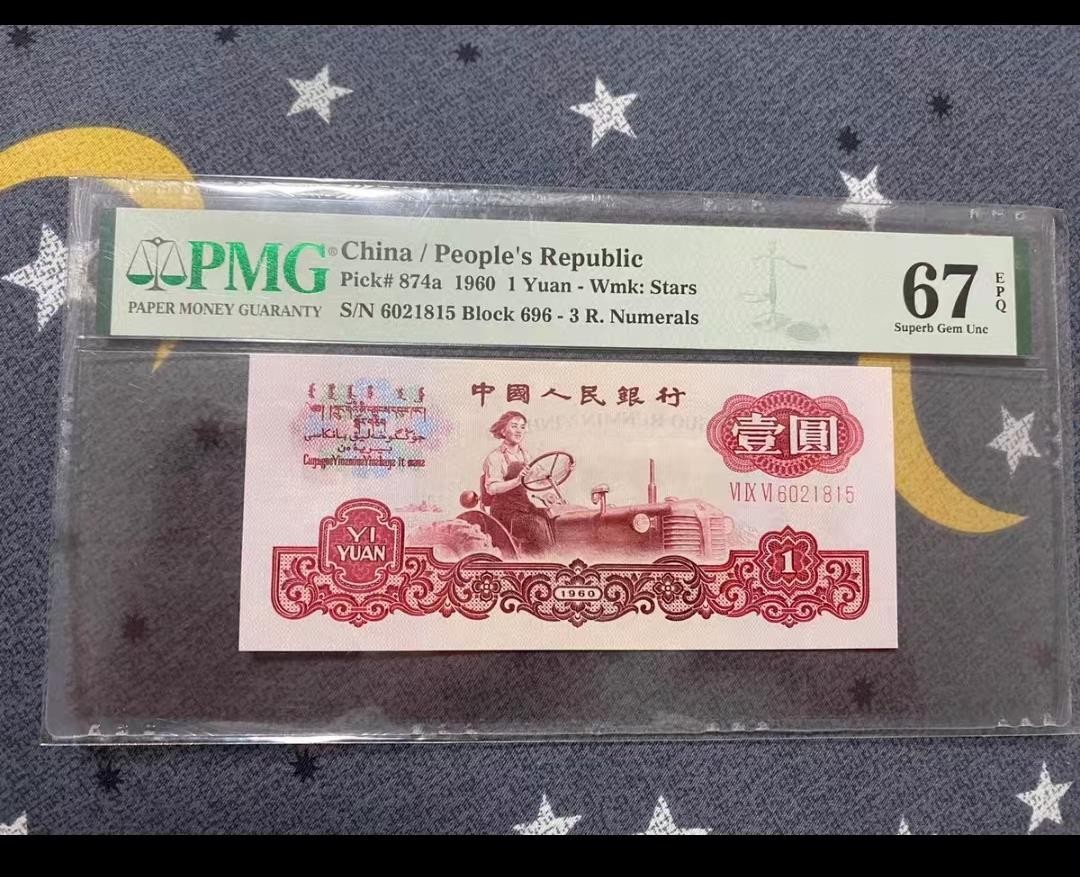 PMG®
PAPER MONEY GUARANTY
China / People's Republic
Pick# 874a 1960 1 Yuan - Wmk: Stars
S/N 6021815 Block 696 - 3 R. Numerals
67
EPQ
Superb Gem Unc
中國人民銀行
壹圓
VI IX VI 6021815
YI
YUAN
1
1960